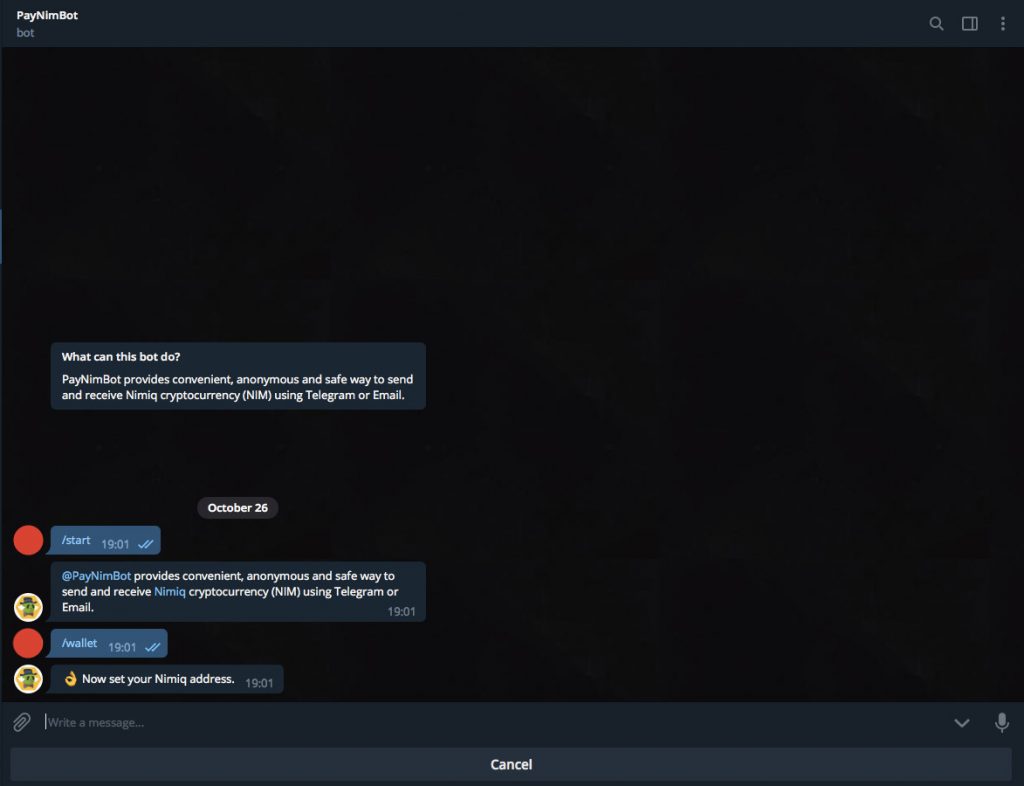 PayNimBot
bot
What can this bot do?
PayNimBot provides convenient, anonymous and safe way to send
and receive Nimiq cryptocurrency (NIM) using Telegram or Email.
October 26
/start 19:01
@PayNimBot provides convenient, anonymous and safe way to
send and receive Nimiq cryptocurrency (NIM) using Telegram or
Email. 19:01
/wallet 19:01
👌 Now set your Nimiq address. 19:01
Write a message...
Cancel